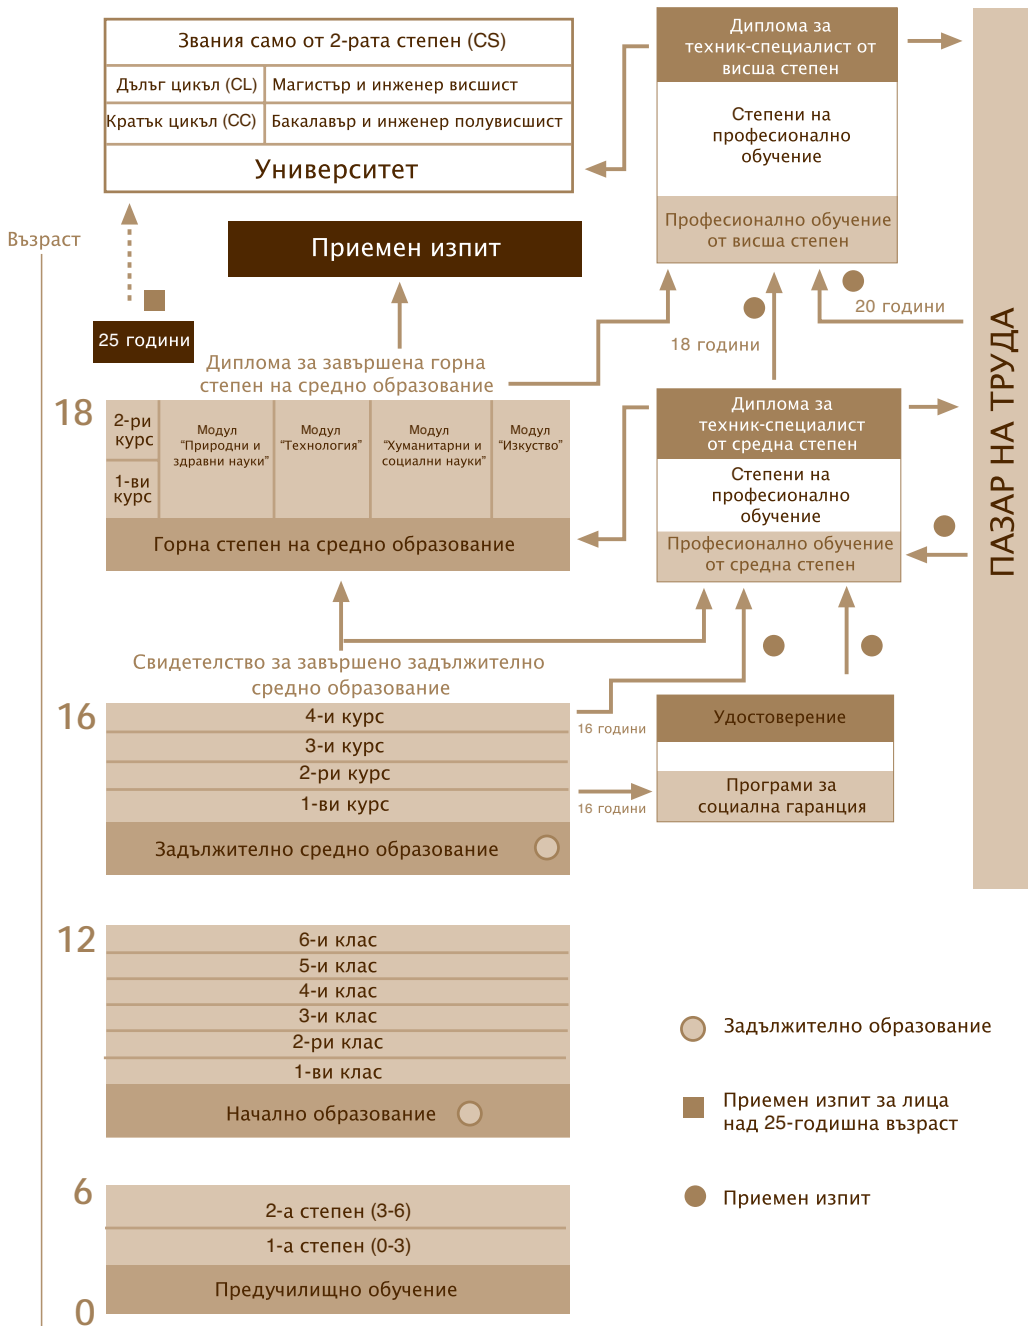 Звания само от 2-рата степен (CS)
Дълъг цикъл (CL)
Магистър и инженер висшист
Кратък цикъл (CC)
Бакалавър и инженер полувисшист
Университет
Диплома за
техник-специалист от
висша степен
Степени на
професионално
обучение
Професионално обучение
от висша степен
Възраст
Приемен изпит
25 години
20 години
18 години
ПАЗАР НА ТРУДА
Диплома за завършена горна
степен на средно образование
18
2-ри
курс
1-ви
курс
Модул
“Природни и
здравни науки”
Модул
“Технология”
Модул
“Хуманитарни и
социални науки”
Модул
“Изкуство”
Горна степен на средно образование
Диплома за
техник-специалист
от средна степен
Степени на
професионално
обучение
Професионално обучение
от средна степен
Свидетелство за завършено задължително
средно образование
16
4-и курс
3-и курс
2-ри курс
1-ви курс
Задължително средно образование
16 години
16 години
Удостоверение
Програми за
социална гаранция
12
6-и клас
5-и клас
4-и клас
3-и клас
2-ри клас
1-ви клас
Начално образование
Задължително образование
Приемен изпит за лица
над 25-годишна възраст
Приемен изпит
6
2-а степен (3-6)
1-а степен (0-3)
Предучилищно обучение
0